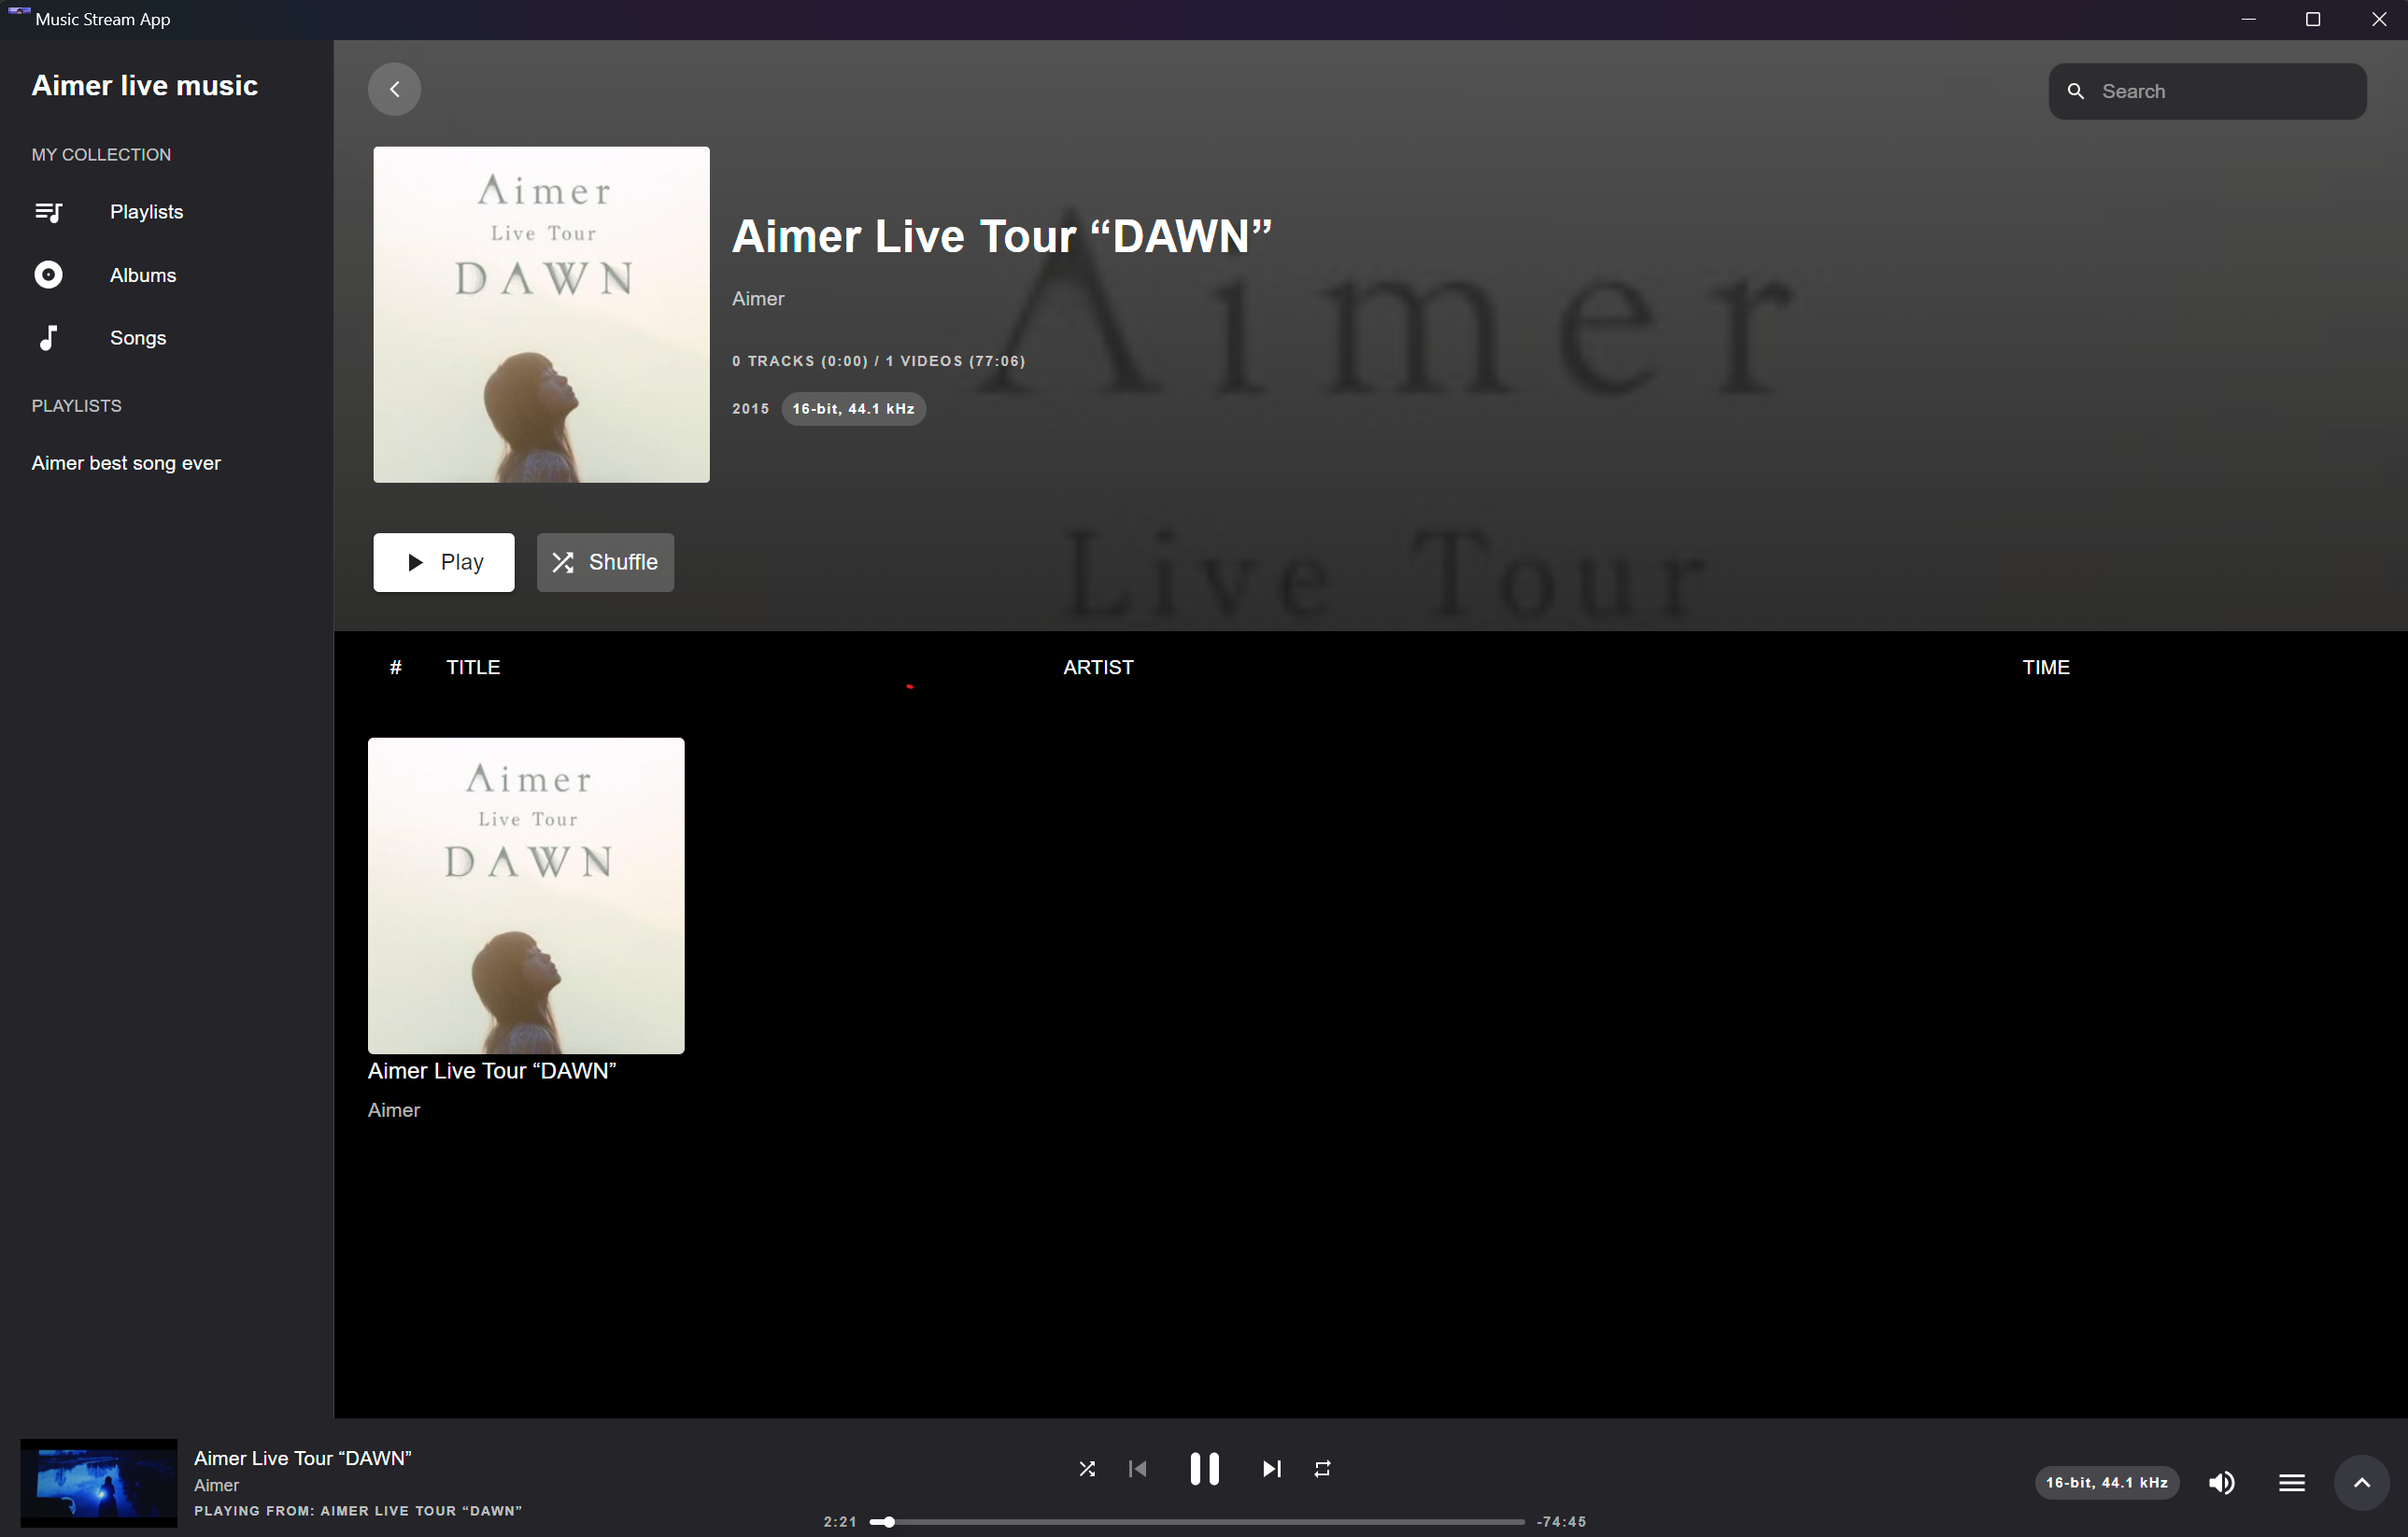 Music Stream App
Aimer live music
MY COLLECTION
Playlists
Albums
Songs
PLAYLISTS
Aimer best song ever
Search
Aimer
Live Tour
DAWN
Aimer Live Tour “DAWN”
Aimer
0 TRACKS (0:00) / 1 VIDEOS (77:06)
2015 16-bit, 44.1 kHz
Aimer
Live Tour
Play Shuffle
# TITLE ARTIST TIME
Aimer
Live Tour
DAWN
Aimer Live Tour “DAWN”
Aimer
Aimer Live Tour “DAWN”
Aimer
PLAYING FROM: AIMER LIVE TOUR “DAWN”
2:21 -74:45
16-bit, 44.1 kHz